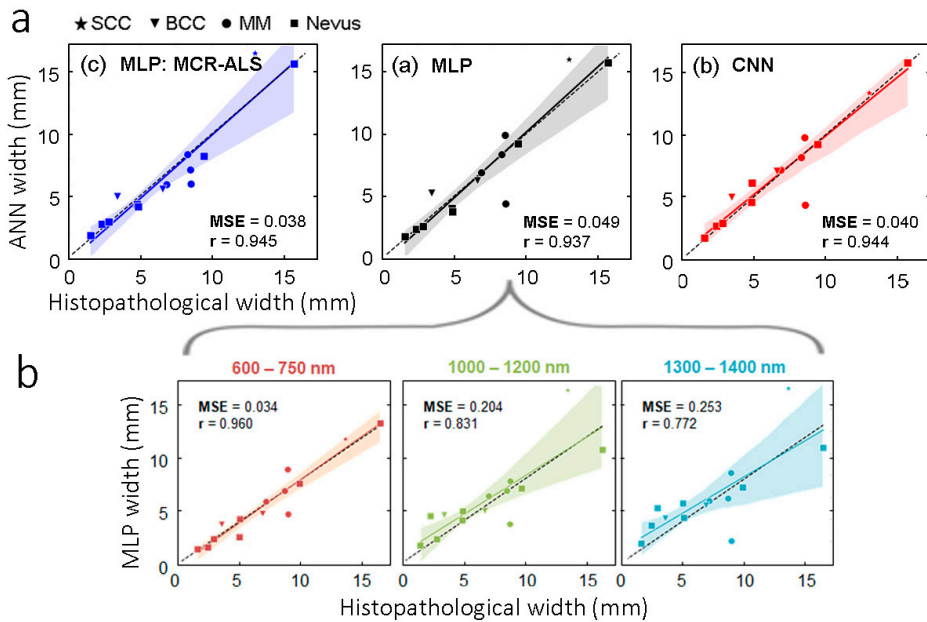 SCC BCC MM Nevus
a
(c) MLP: MCR-ALS
(a) MLP
(b) CNN
ANN width (mm)
15
10
5
0
MSE = 0.038
r = 0.945
MSE = 0.049
r = 0.937
MSE = 0.040
r = 0.944
0 5 10 15
0 5 10 15
0 5 10 15
Histopathological width (mm)
b
600 – 750 nm
1000 – 1200 nm
1300 – 1400 nm
MLP width (mm)
15
10
5
0
MSE = 0.034
r = 0.960
MSE = 0.204
r = 0.831
MSE = 0.253
r = 0.772
0 5 10 15
0 5 10 15
0 5 10 15
Histopathological width (mm)